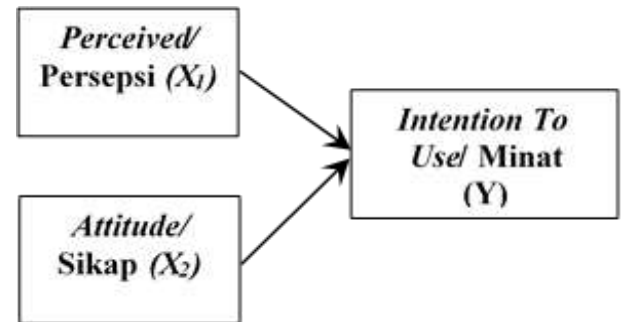 Perceived/
Persepsi (X1)
Intention To
Use/ Minat
(Y)
Attitude/
Sikap (X2)